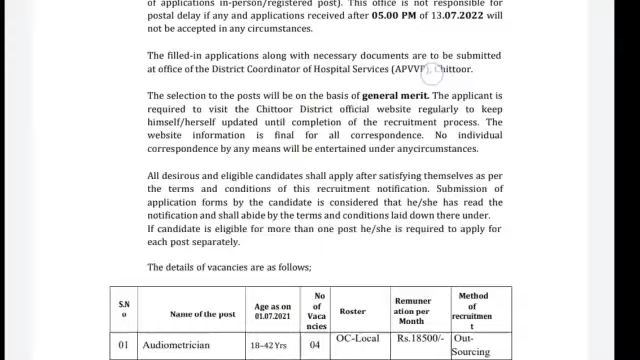 of applications in-person/registered post). This office is not responsible for
postal delay if any and applications received after 05.00 PM of 13.07.2022 will
not be accepted in any circumstances.
The filled-in applications along with necessary documents are to be submitted
at office of the District Coordinator of Hospital Services (APVVP), Chittoor.
The selection to the posts will be on the basis of general merit. The applicant is
required to visit the Chittoor District official website regularly to keep
himself/herself updated until completion of the recruitment process. The
website information is final for all correspondence. No individual
correspondence by any means will be entertained under anycircumstances.
All desirous and eligible candidates shall apply after satisfying themselves as per
the terms and conditions of this recruitment notification. Submission of
application forms by the candidate is considered that he/she has read the
notification and shall abide by the terms and conditions laid down there under.
If candidate is eligible for more than one post he/she is required to apply for
each post separately.
The details of vacancies are as follows;
S.N
o
Name of the post
Age as on
01.07.2021
No
of
Vaca
ncies
Roster
Remuner
ation per
Month
Method
of
recruitmen
t
01 Audiometrician 18–42 Yrs 04 OC-Local Rs.18500/- Out-
Sourcing